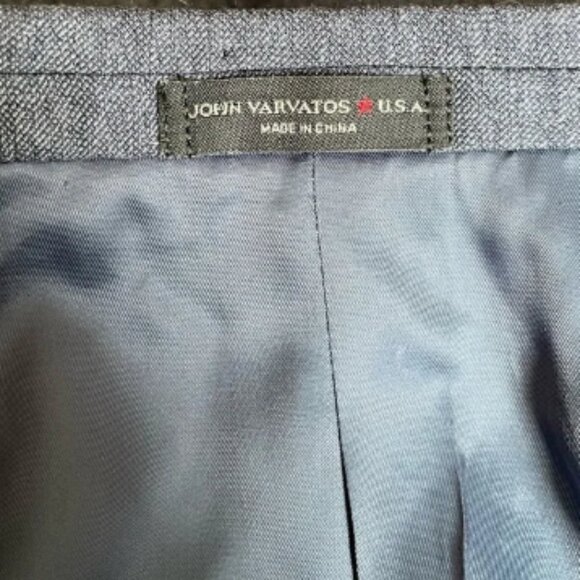 JOHN VARVATOS ★ U.S.A.
MADE IN CHINA